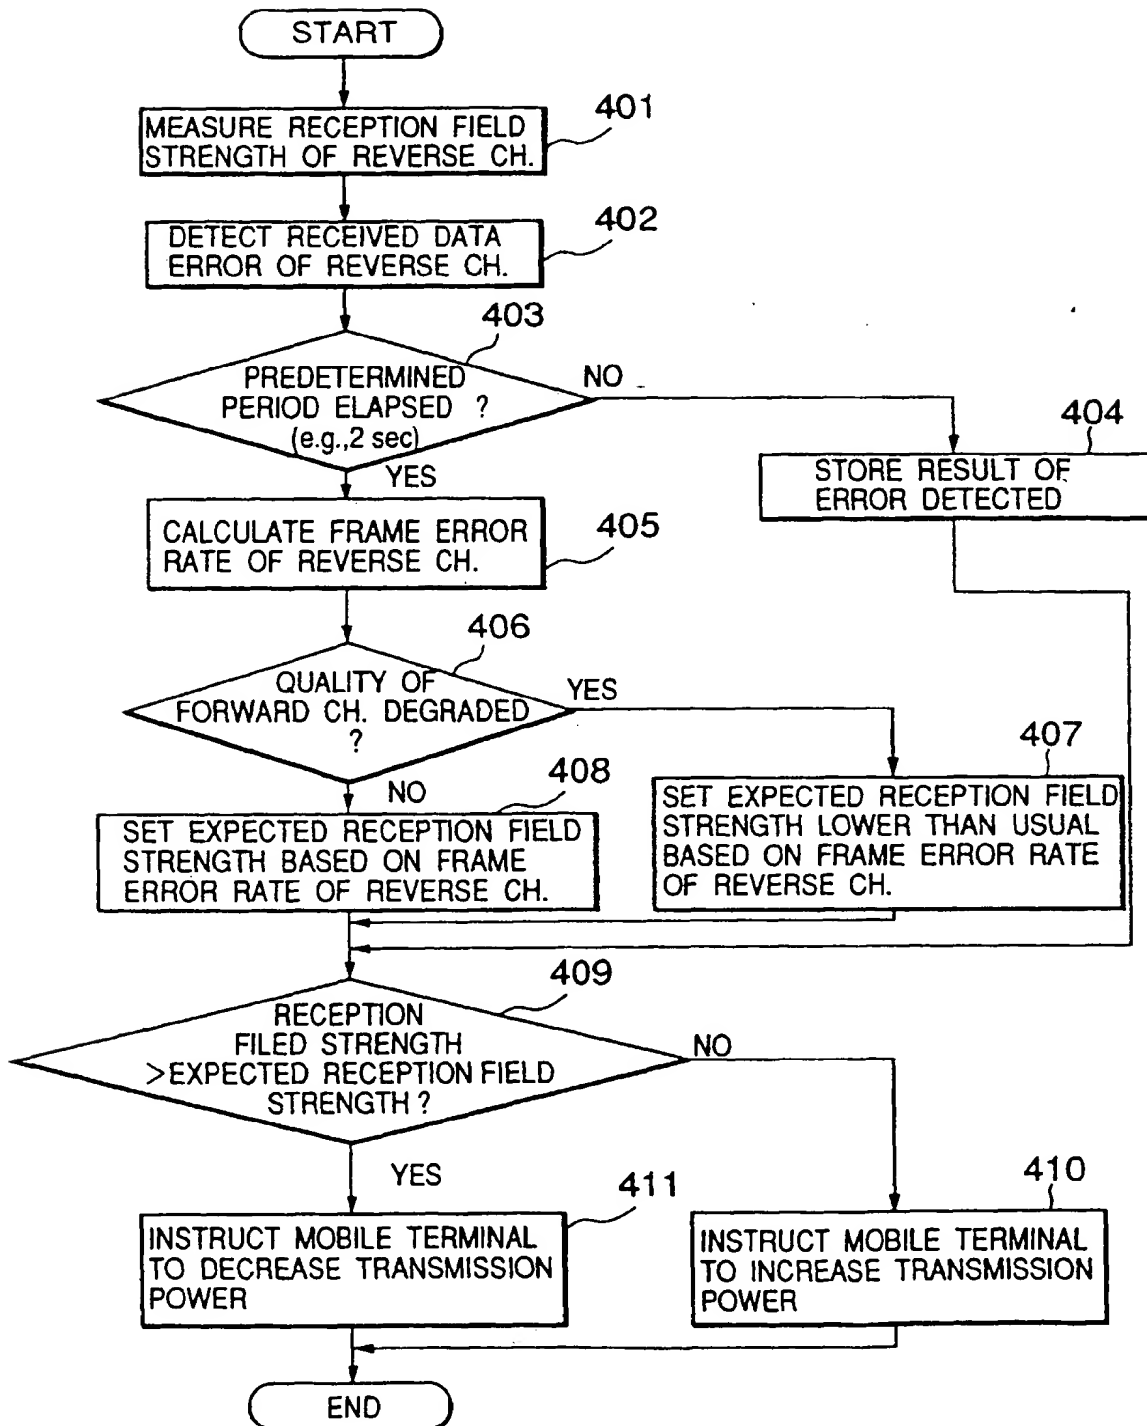 START
401
MEASURE RECEPTION FIELD
STRENGTH OF REVERSE CH.
402
DETECT RECEIVED DATA
ERROR OF REVERSE CH.
403
PREDETERMINED
PERIOD ELAPSED ?
(e.g.,2 sec)
NO
YES
404
STORE RESULT OF
ERROR DETECTED
405
CALCULATE FRAME ERROR
RATE OF REVERSE CH.
406
QUALITY OF
FORWARD CH. DEGRADED
?
YES
NO
407
SET EXPECTED RECEPTION FIELD
STRENGTH LOWER THAN USUAL
BASED ON FRAME ERROR RATE
OF REVERSE CH.
408
SET EXPECTED RECEPTION FIELD
STRENGTH BASED ON FRAME
ERROR RATE OF REVERSE CH.
409
RECEPTION
FILED STRENGTH
>EXPECTED RECEPTION FIELD
STRENGTH ?
NO
YES
411
INSTRUCT MOBILE TERMINAL
TO DECREASE TRANSMISSION
POWER
410
INSTRUCT MOBILE TERMINAL
TO INCREASE TRANSMISSION
POWER
END